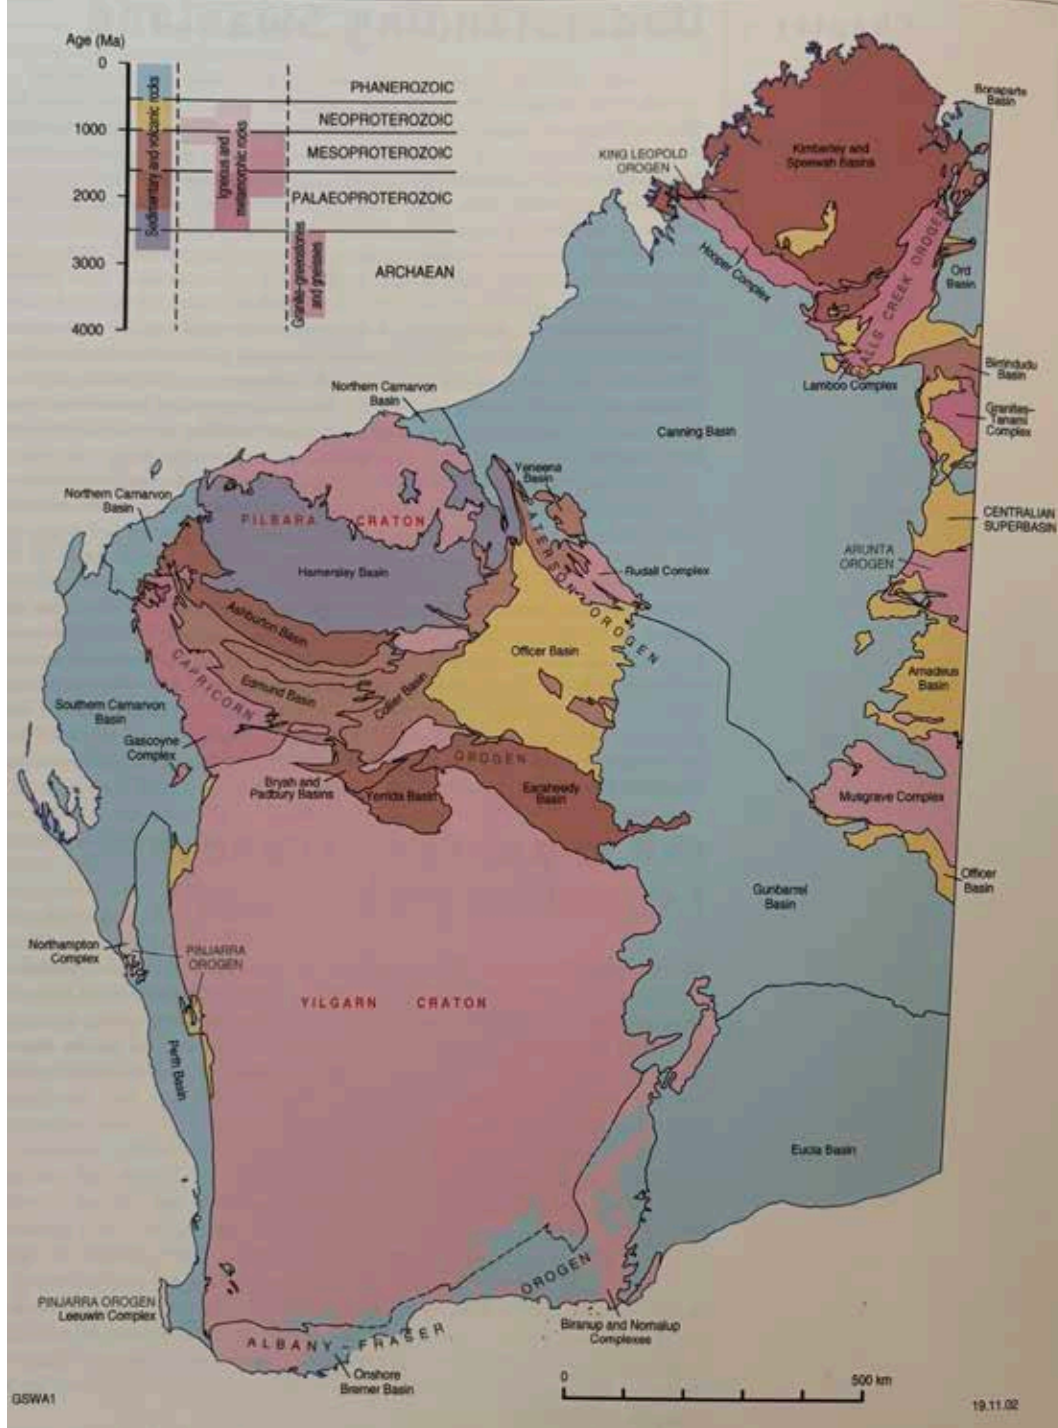 Age (Ma)
0
1000
2000
3000
4000
Sedimentary and volcanic rocks
Igneous and
metamorphic rocks
Granite-greenstones
and gneisses
PHANEROZOIC
NEOPROTEROZOIC
MESOPROTEROZOIC
PALAEOPROTEROZOIC
ARCHAEAN
Bonaparte
Basin
Kimberley and
Speewah Basins
KING LEOPOLD
OROGEN
Hooper Complex
HALLS CREEK OROGEN
Ord
Basin
Lamboo Complex
Birrindudu
Basin
Granites-
Tanami
Complex
Northern Carnarvon
Basin
Canning Basin
Yeneena
Basin
Northern Carnarvon
Basin
PILBARA CRATON
CENTRALIAN
SUPERBASIN
Hamersley Basin
PATERSON OROGEN
Rudall Complex
ARUNTA
OROGEN
Ashburton Basin
Officer Basin
CAPRICORN
Edmund Basin
Collier Basin
Amadeus
Basin
Southern Carnarvon
Basin
Gascoyne
Complex
OROGEN
Bryah and
Padbury Basins
Yerrida Basin
Earaheedy
Basin
Musgrave Complex
Gunbarrel
Basin
Officer
Basin
Northampton
Complex
PINJARRA
OROGEN
YILGARN CRATON
Perth Basin
Eucla Basin
PINJARRA OROGEN
Leeuwin Complex
ALBANY-FRASER
OROGEN
Biranup and Nornalup
Complexes
Onshore
Bremer Basin
0
500 km
GSWA1
19.11.02